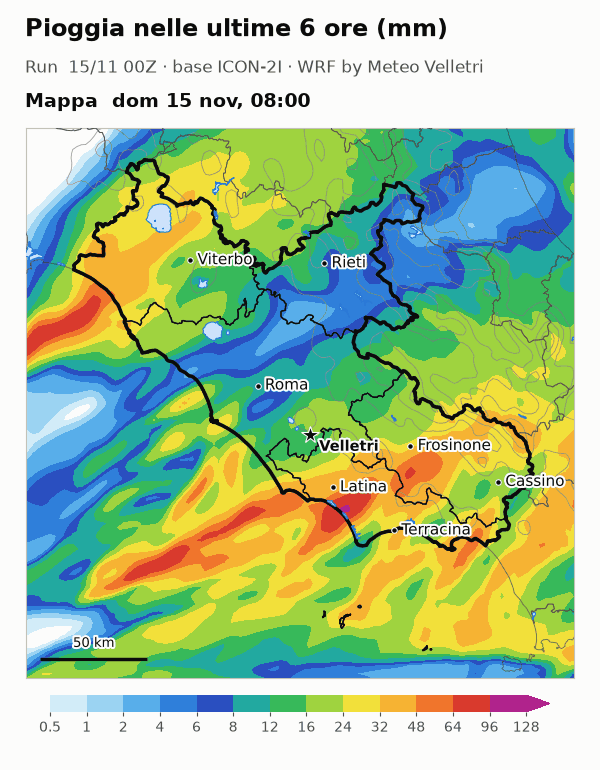 Pioggia nelle ultime 6 ore (mm)
Run  15/11 00Z · base ICON-2I · WRF by Meteo Velletri
Mappa  dom 15 nov, 08:00
Viterbo
Rieti
Roma
Velletri
Frosinone
Latina
Cassino
Terracina
50 km
0.5 1 2 4 6 8 12 16 24 32 48 64 96 128